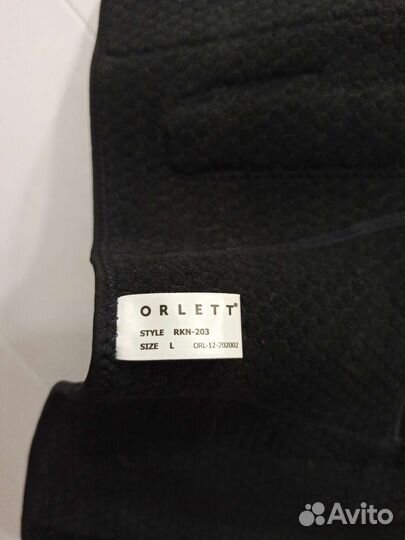 ORLETT®
STYLE RKN-203
SIZE L ORL-12-202002
Avito